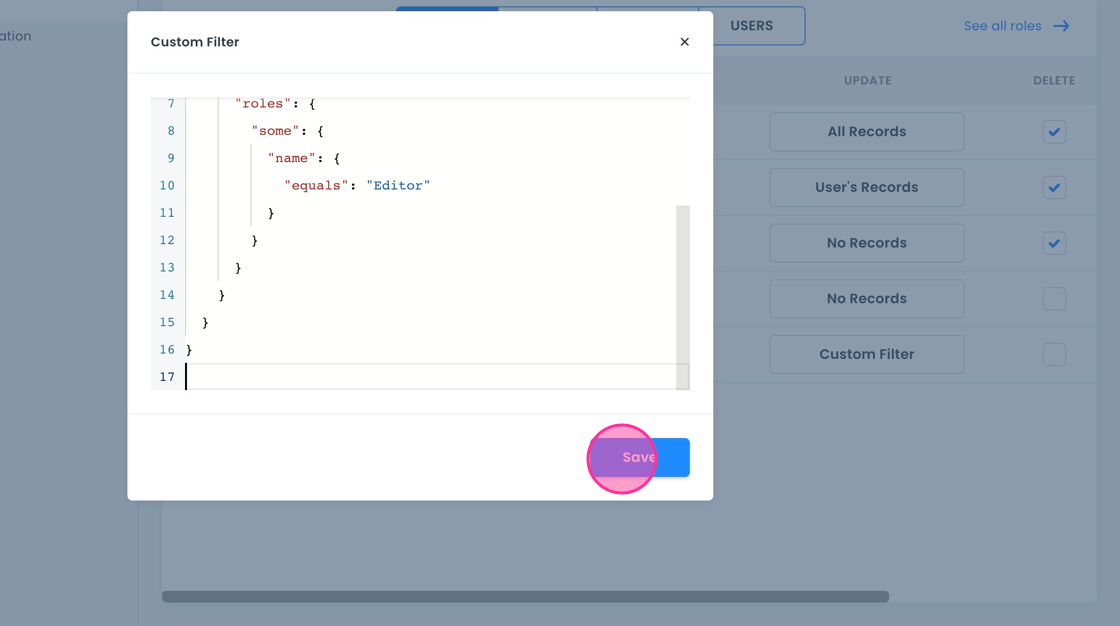 ation
USERS
See all roles
Custom Filter
UPDATE
DELETE
7 "roles": {
8 "some": {
9 "name": {
10 "equals": "Editor"
11 }
12 }
13 }
14 }
15 }
16 }
17
Save
All Records
User's Records
No Records
No Records
Custom Filter